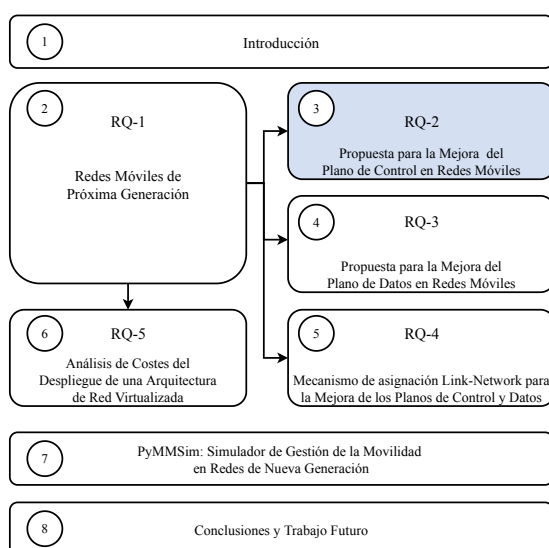 1
Introducción
2
RQ-1
Redes Móviles de
Próxima Generación
3
RQ-2
Propuesta para la Mejora del
Plano de Control en Redes Móviles
4
RQ-3
Propuesta para la Mejora del
Plano de Datos en Redes Móviles
6
RQ-5
Análisis de Costes del
Despliegue de una Arquitectura
de Red Virtualizada
5
RQ-4
Mecanismo de asignación Link-Network para
la Mejora de los Planos de Control y Datos
7
PyMMSim: Simulador de Gestión de la Movilidad
en Redes de Nueva Generación
8
Conclusiones y Trabajo Futuro